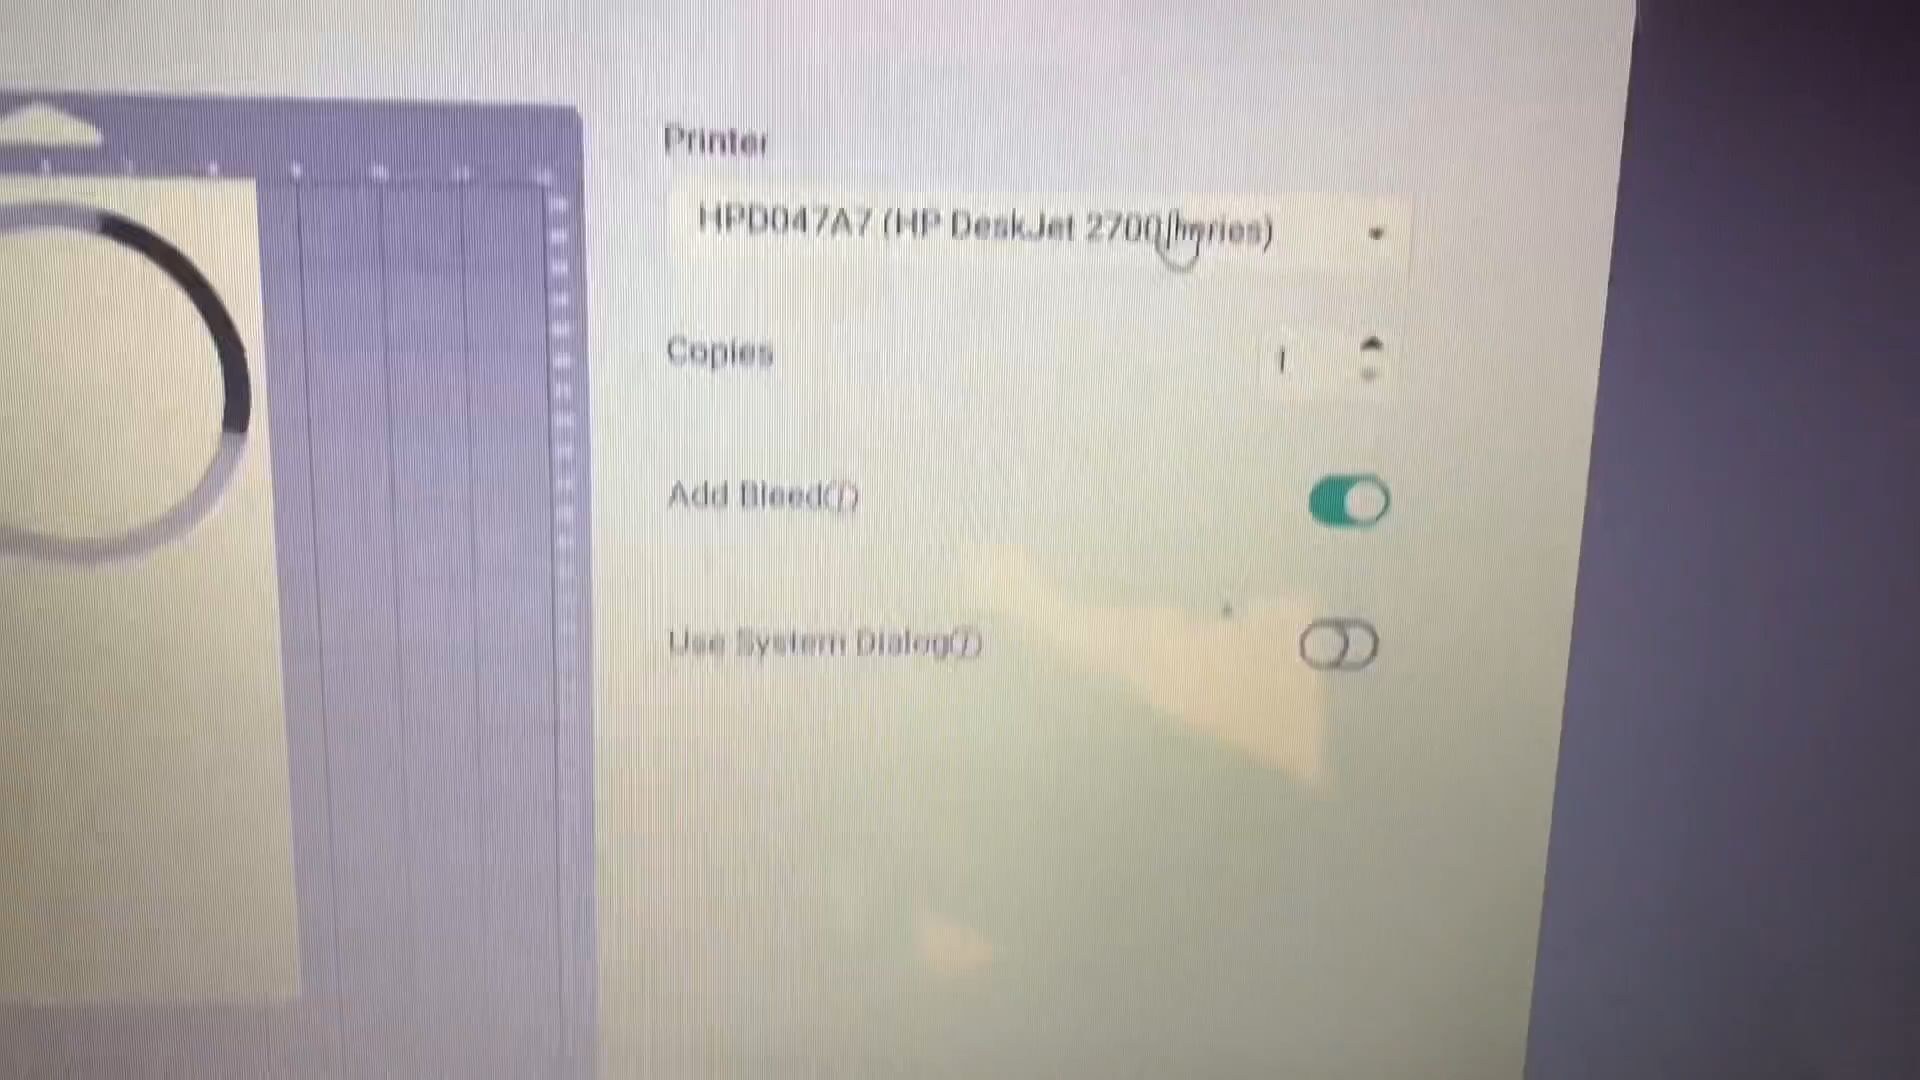 Printer
HPD047A7 (HP DeskJet 2700 series)
Copies
1
Add Bleed
Use System Dialog